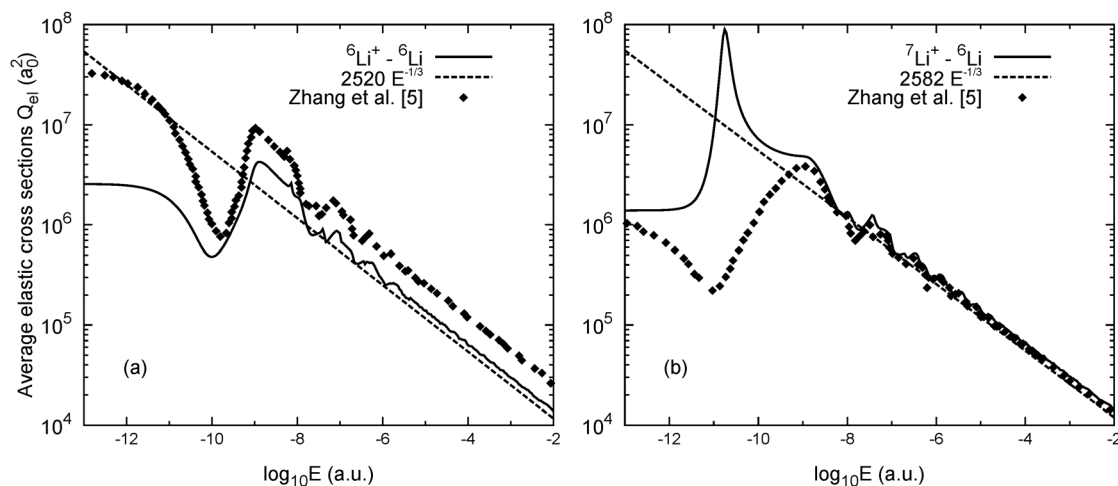 Average elastic cross sections Q_el (a_0^2)
10^8
10^7
10^6
10^5
10^4
^6Li^+ - ^6Li
2520 E^-1/3
Zhang et al. [5]
(a)
-12 -10 -8 -6 -4 -2
log_10E (a.u.)
10^8
10^7
10^6
10^5
10^4
^7Li^+ - ^6Li
2582 E^-1/3
Zhang et al. [5]
(b)
-12 -10 -8 -6 -4 -2
log_10E (a.u.)